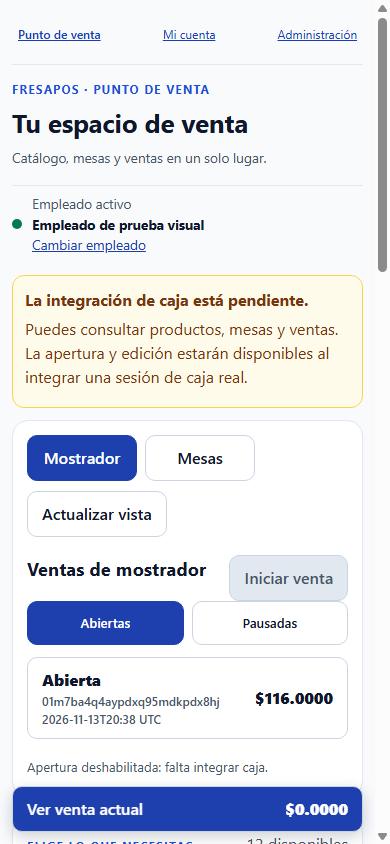 Punto de venta Mi cuenta Administración
FRESAPOS · PUNTO DE VENTA
Tu espacio de venta
Catálogo, mesas y ventas en un solo lugar.
Empleado activo
Empleado de prueba visual
Cambiar empleado
La integración de caja está pendiente.
Puedes consultar productos, mesas y ventas.
La apertura y edición estarán disponibles al
integrar una sesión de caja real.
Mostrador Mesas
Actualizar vista
Ventas de mostrador Iniciar venta
Abiertas Pausadas
Abierta
01m7ba4q4aypdxq95mdkpdx8hj $116.0000
2026-11-13T20:38 UTC
Apertura deshabilitada: falta integrar caja.
Ver venta actual $0.0000